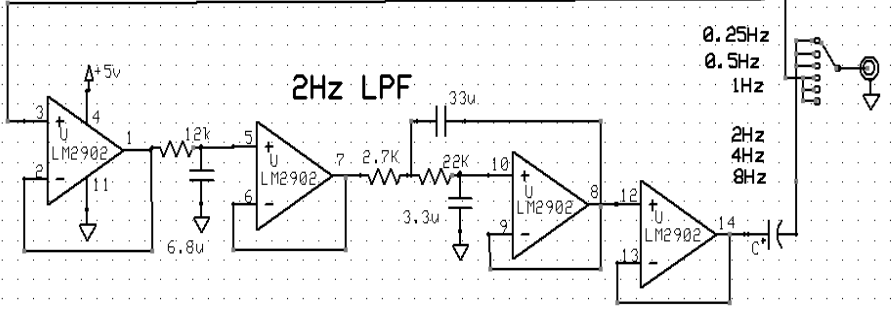 0.25Hz
0.5Hz
1Hz
2Hz
4Hz
8Hz
2Hz LPF
+5v
3
+
4
U
LM2902
1
2
-
11
12k
6.8u
5
+
U
LM2902
7
6
-
2.7K
22K
33u
3.3u
10
+
U
LM2902
8
9
-
12
+
U
LM2902
14
13
-
C
+